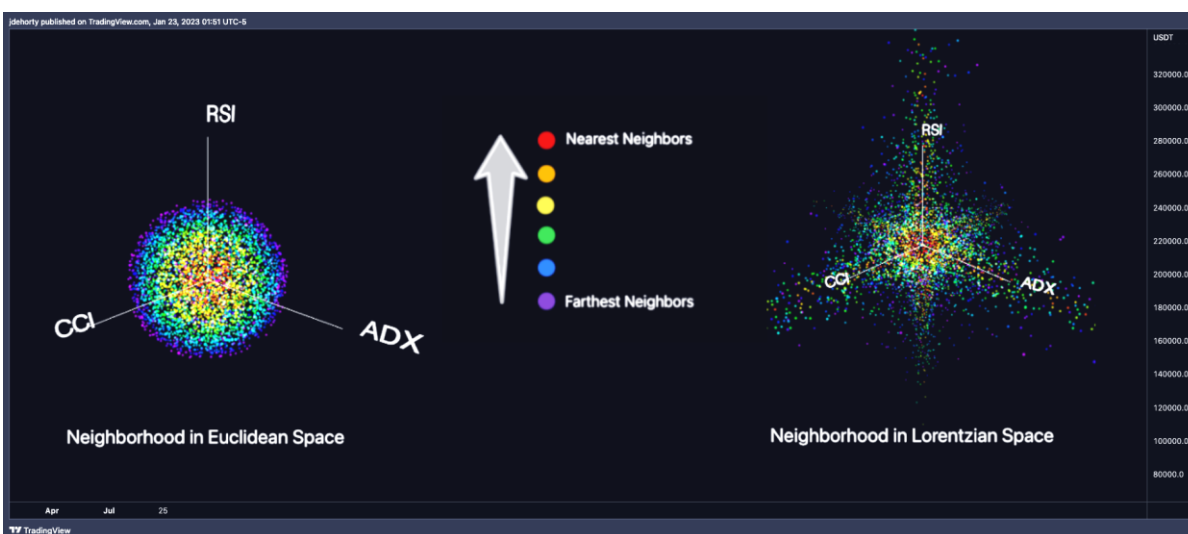 jdehorty published on TradingView.com, Jan 23, 2023 01:51 UTC-5
USDT
RSI
CCI
ADX
Neighborhood in Euclidean Space
Nearest Neighbors
Farthest Neighbors
RSI
CCI
ADX
Neighborhood in Lorentzian Space
320000.0
300000.0
280000.0
260000.0
240000.0
220000.0
200000.0
180000.0
160000.0
140000.0
120000.0
100000.0
80000.0
Apr
Jul
25
TradingView